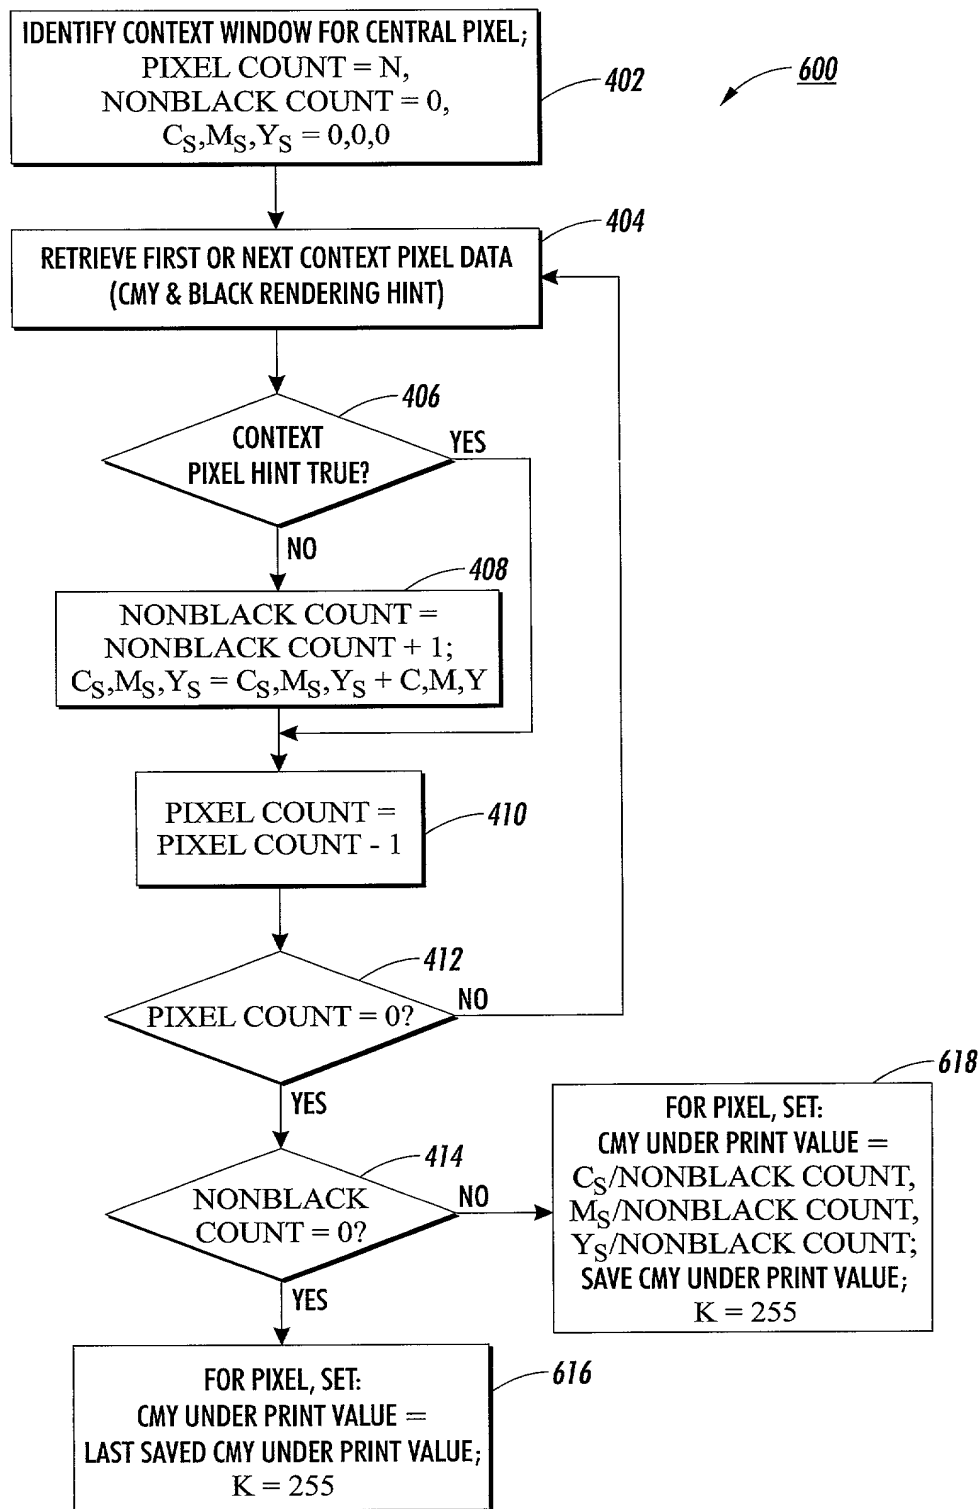 IDENTIFY CONTEXT WINDOW FOR CENTRAL PIXEL;
PIXEL COUNT = N,
NONBLACK COUNT = 0,
CS,MS,YS = 0,0,0
402
600
404
RETRIEVE FIRST OR NEXT CONTEXT PIXEL DATA
(CMY & BLACK RENDERING HINT)
406
CONTEXT
PIXEL HINT TRUE?
YES
NO
408
NONBLACK COUNT =
NONBLACK COUNT + 1;
CS,MS,YS = CS,MS,YS + C,M,Y
PIXEL COUNT =
PIXEL COUNT - 1
410
412
PIXEL COUNT = 0?
NO
YES
414
NONBLACK
COUNT = 0?
NO
YES
618
FOR PIXEL, SET:
CMY UNDER PRINT VALUE =
CS/NONBLACK COUNT,
MS/NONBLACK COUNT,
YS/NONBLACK COUNT;
SAVE CMY UNDER PRINT VALUE;
K = 255
616
FOR PIXEL, SET:
CMY UNDER PRINT VALUE =
LAST SAVED CMY UNDER PRINT VALUE;
K = 255